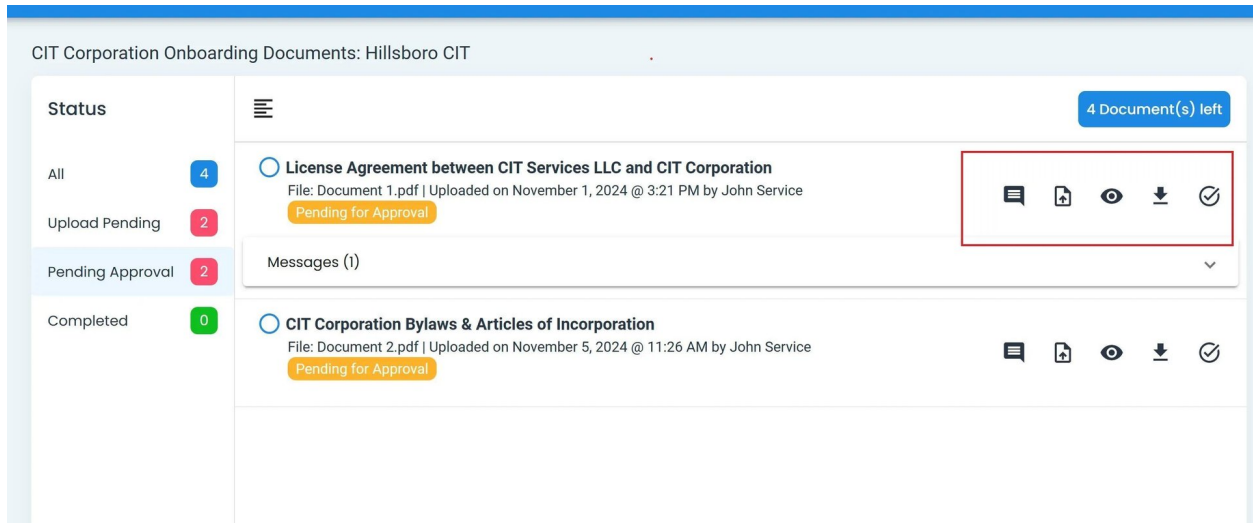 CIT Corporation Onboarding Documents: Hillsboro CIT
Status
4 Document(s) left
All 4
Upload Pending 2
Pending Approval 2
Completed 0
License Agreement between CIT Services LLC and CIT Corporation
File: Document 1.pdf | Uploaded on November 1, 2024 @ 3:21 PM by John Service
Pending for Approval
Messages (1)
CIT Corporation Bylaws & Articles of Incorporation
File: Document 2.pdf | Uploaded on November 5, 2024 @ 11:26 AM by John Service
Pending for Approval